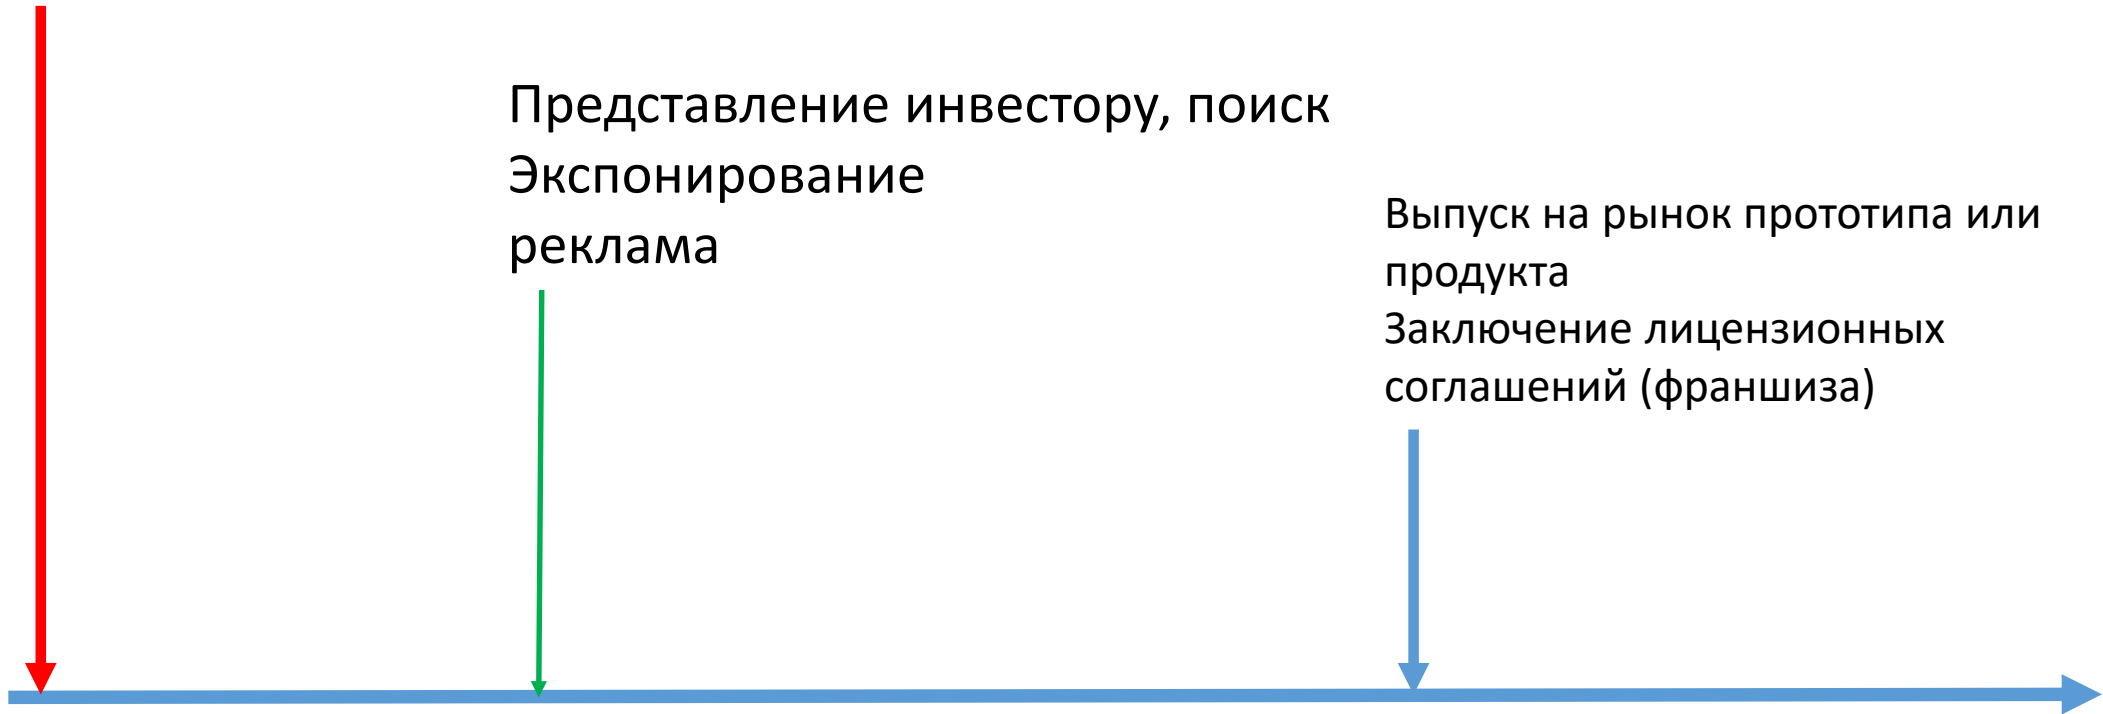 Представление инвестору, поиск
Экспонирование
реклама
Выпуск на рынок прототипа или
продукта
Заключение лицензионных
соглашений (франшиза)